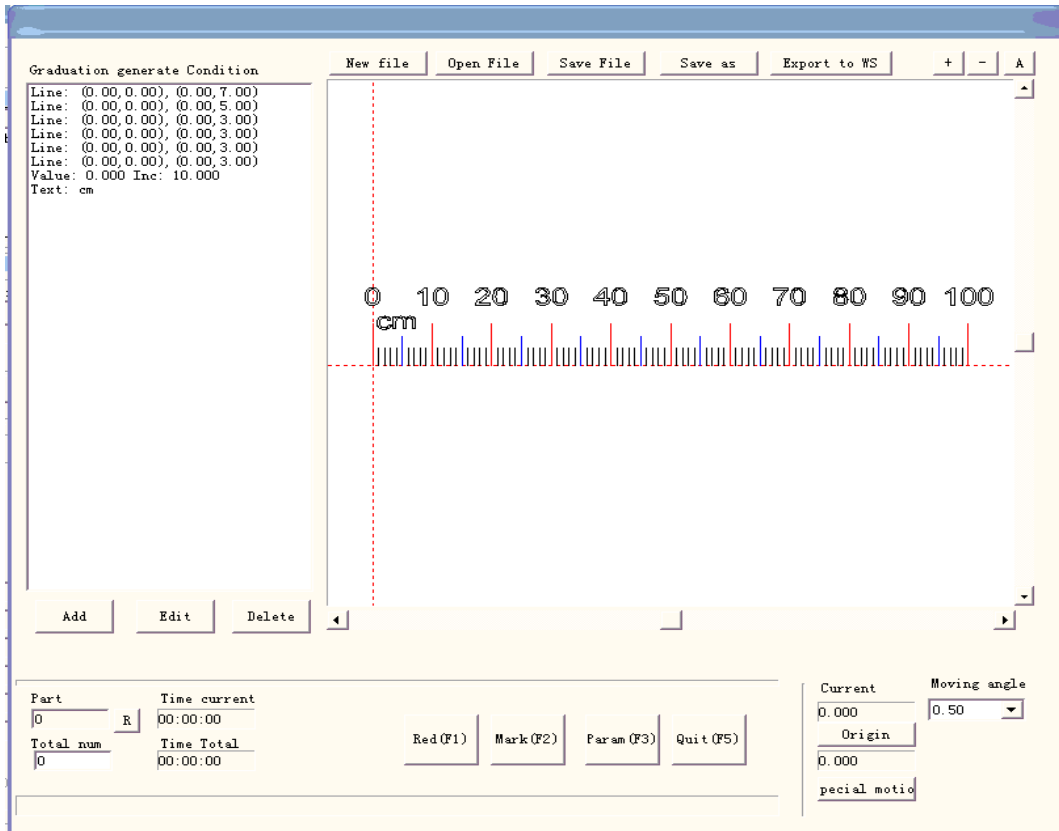 New file Open File Save File Save as Export to WS + - A
Graduation generate Condition
Line: (0.00,0.00), (0.00,7.00)
Line: (0.00,0.00), (0.00,5.00)
Line: (0.00,0.00), (0.00,3.00)
Line: (0.00,0.00), (0.00,3.00)
Line: (0.00,0.00), (0.00,3.00)
Line: (0.00,0.00), (0.00,3.00)
Value: 0.000 Inc: 10.000
Text: cm
0 10 20 30 40 50 60 70 80 90 100
cm
Add Edit Delete
Part Time current
0 R 00:00:00
Total num Time Total
0 00:00:00
Red(F1) Mark(F2) Param(F3) Quit(F5)
Current Moving angle
0.000 0.50
Origin
0.000
pecial motio